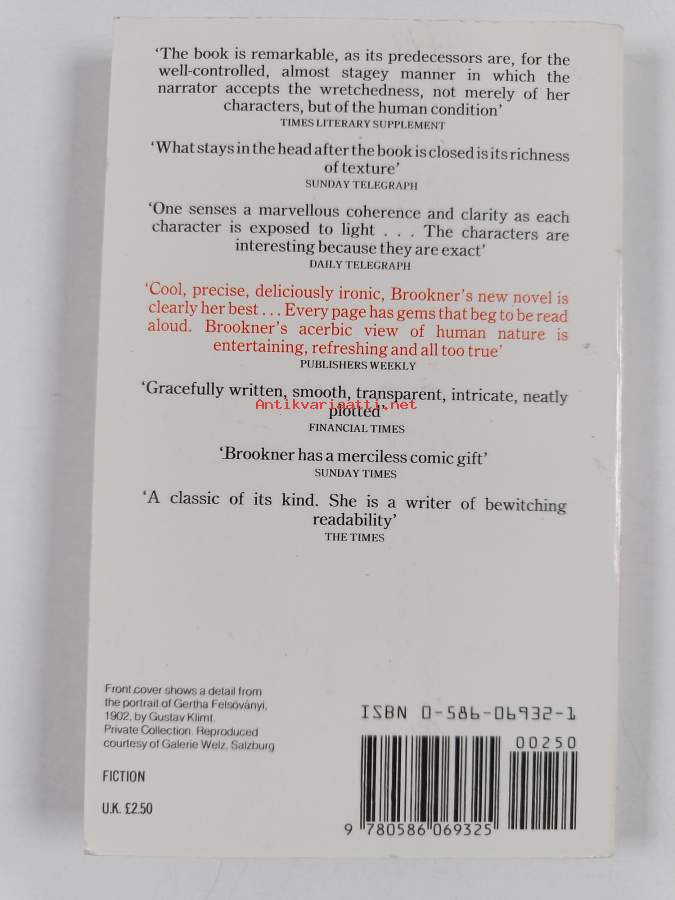 ‘The book is remarkable, as its predecessors are, for the
well-controlled, almost stagey manner in which the
narrator accepts the wretchedness, not merely of her
characters, but of the human condition’
TIMES LITERARY SUPPLEMENT
‘What stays in the head after the book is closed is its richness
of texture’
SUNDAY TELEGRAPH
‘One senses a marvellous coherence and clarity as each
character is exposed to light . . . The characters are
interesting because they are exact’
DAILY TELEGRAPH
‘Cool, precise, deliciously ironic, Brookner’s new novel is
clearly her best . . . Every page has gems that beg to be read
aloud. Brookner’s acerbic view of human nature is
entertaining, refreshing and all too true’
PUBLISHERS WEEKLY
‘Gracefully written, smooth, transparent, intricate, neatly
Antikvariaatti.net
plotted’
FINANCIAL TIMES
‘Brookner has a merciless comic gift’
SUNDAY TIMES
‘A classic of its kind. She is a writer of bewitching
readability’
THE TIMES
Front cover shows a detail from
the portrait of Gertha Felsöványi,
1902, by Gustav Klimt.
Private Collection. Reproduced
courtesy of Galerie Welz, Salzburg
FICTION
U.K. £2.50
ISBN 0-586-06932-1
00250
9 780586 069325